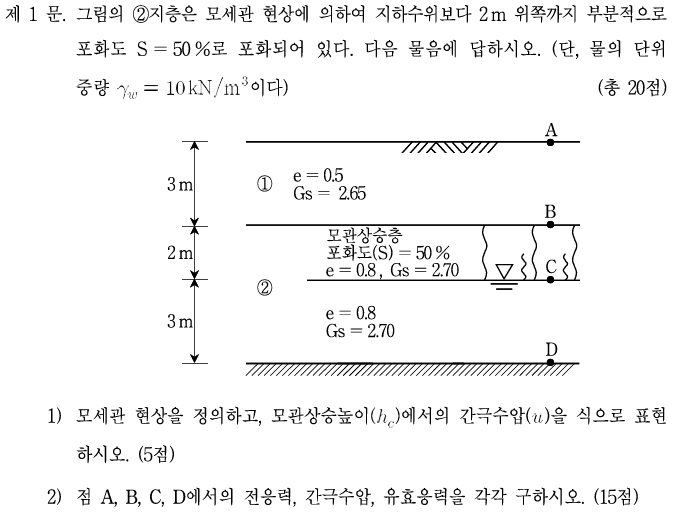 제 1 문. 그림의 ②지층은 모세관 현상에 의하여 지하수위보다 2 m 위쪽까지 부분적으로
포화도 S = 50 %로 포화되어 있다. 다음 물음에 답하시오. (단, 물의 단위
중량 γw = 10 kN/m³이다) (총 20점)
A
3 m
①
e = 0.5
Gs = 2.65
B
2 m
모관상승층
포화도(S) = 50 %
e = 0.8 , Gs = 2.70
C
②
3 m
e = 0.8
Gs = 2.70
D
1) 모세관 현상을 정의하고, 모관상승높이(hc)에서의 간극수압(u)을 식으로 표현
하시오. (5점)
2) 점 A, B, C, D에서의 전응력, 간극수압, 유효응력을 각각 구하시오. (15점)